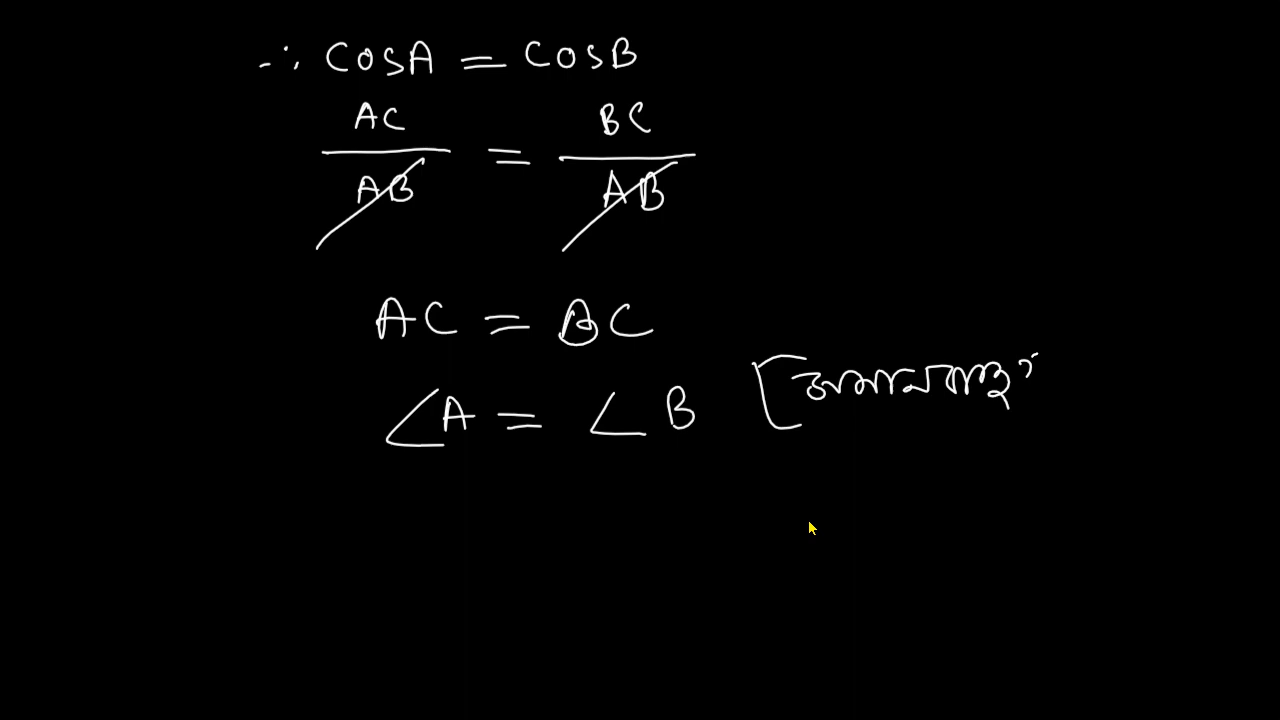 ∴ COSA = COSB
AC/AB = BC/AB
AC = BC
∠A = ∠B [